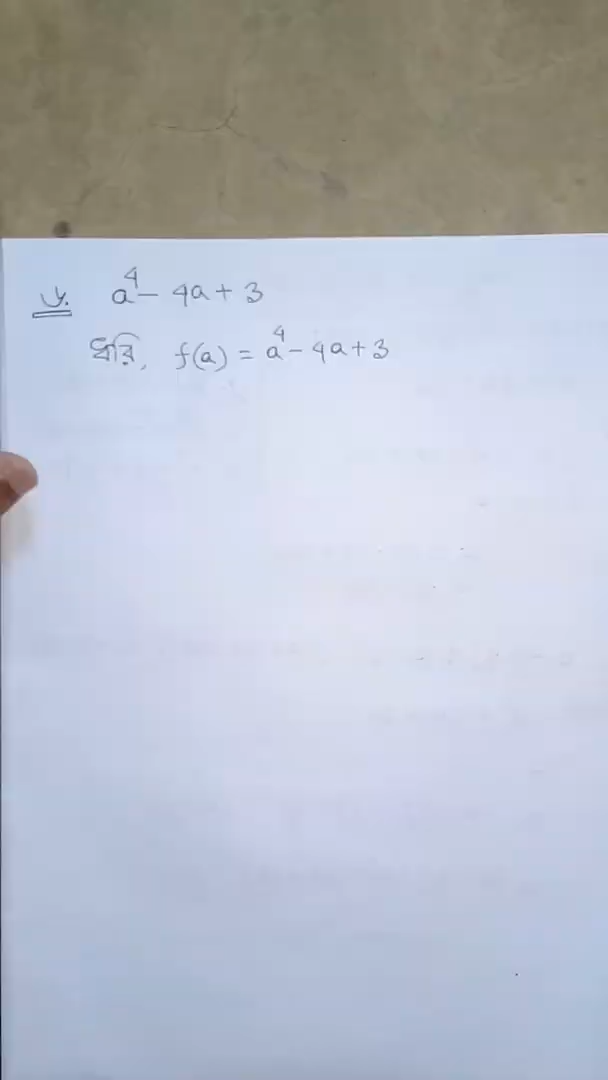 ৮. a⁴ - 4a + 3
ধরি, f(a) = a⁴ - 4a + 3